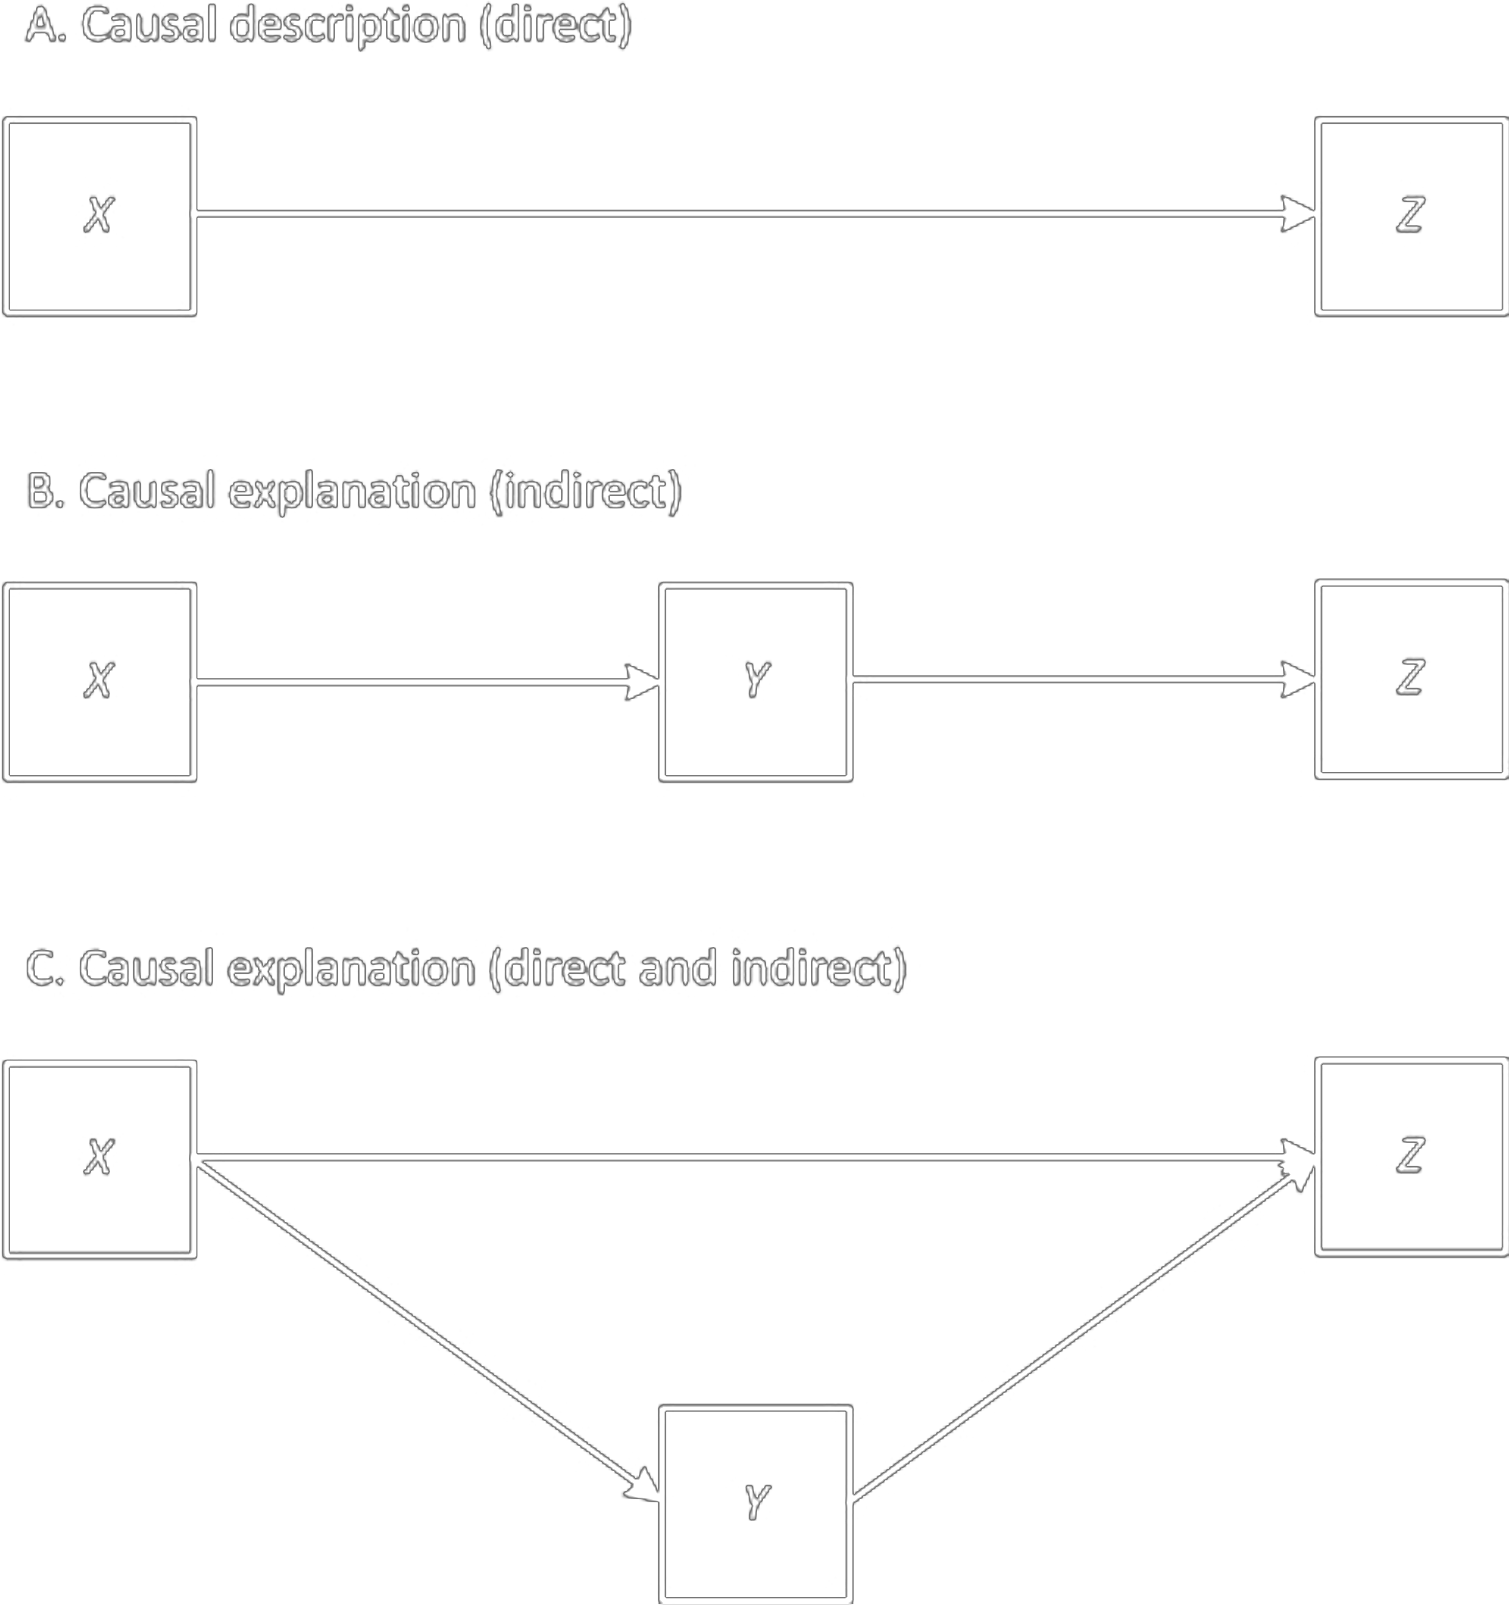 A. Causal description (direct)
X
Z
B. Causal explanation (indirect)
X
Y
Z
C. Causal explanation (direct and indirect)
X
Z
Y